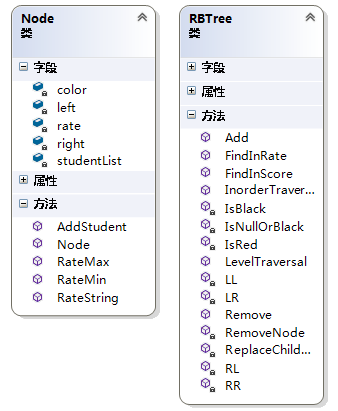 Node
类
字段
color
left
rate
right
studentList
属性
方法
AddStudent
Node
RateMax
RateMin
RateString
RBTree
类
字段
属性
方法
Add
FindInRate
FindInScore
InorderTraver...
IsBlack
IsNullOrBlack
IsRed
LevelTraversal
LL
LR
Remove
RemoveNode
ReplaceChild...
RL
RR